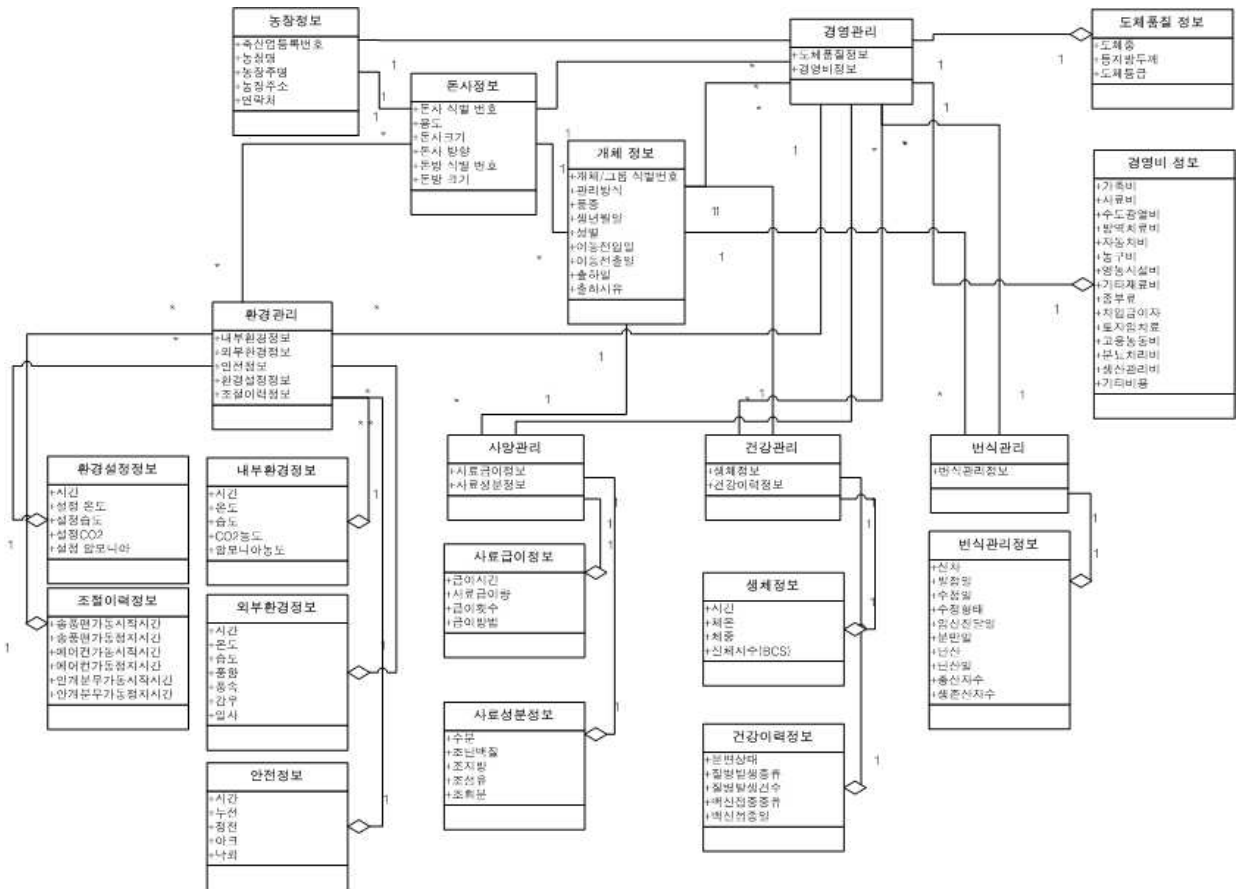 농장정보
+축산업등록번호
+농장명
+농장주명
+농장주소
+연락처
돈사정보
+돈사 식별 번호
+용도
+돈사크기
+돈사 방향
+돈방 식별 번호
+돈방 크기
개체 정보
+개체/그룹 식별번호
+관리방식
+품종
+생년월일
+성별
+이동전입일
+이동전출일
+출하일
+출하사유
경영관리
+도체품질정보
+경영비정보
도체품질 정보
+도체중
+등지방두께
+도체등급
경영비 정보
+가축비
+사료비
+수도광열비
+방역치료비
+자동차비
+농구비
+영농시설비
+기타재료비
+종부료
+차입금이자
+토지임차료
+고용노동비
+분뇨처리비
+생산관리비
+기타비용
환경관리
+내부환경정보
+외부환경정보
+안전정보
+환경설정정보
+조절이력정보
환경설정정보
+시간
+설정 온도
+설정습도
+설정CO2
+설정 암모니아
내부환경정보
+시간
+온도
+습도
+CO2농도
+암모니아농도
조절이력정보
+송풍팬가동시작시간
+송풍팬가동정지시간
+에어컨가동시작시간
+에어컨가동정지시간
+안개분무가동시작시간
+안개분무가동정지시간
외부환경정보
+시간
+온도
+습도
+풍향
+풍속
+강우
+일사
안전정보
+시간
+누전
+정전
+아크
+낙뢰
사양관리
+사료급이정보
+사료성분정보
사료급이정보
+급이시간
+사료급이량
+급이횟수
+급이방법
사료성분정보
+수분
+조단백질
+조지방
+조섬유
+조회분
건강관리
+생체정보
+건강이력정보
생체정보
+시간
+체온
+체중
+신체지수(BCS)
건강이력정보
+분변상태
+질병발생종류
+질병발생건수
+백신접종종류
+백신접종일
번식관리
+번식관리정보
번식관리정보
+산차
+발정일
+수정일
+수정형태
+임신진단일
+분만일
+난산
+난산일
+총산자수
+생존산자수